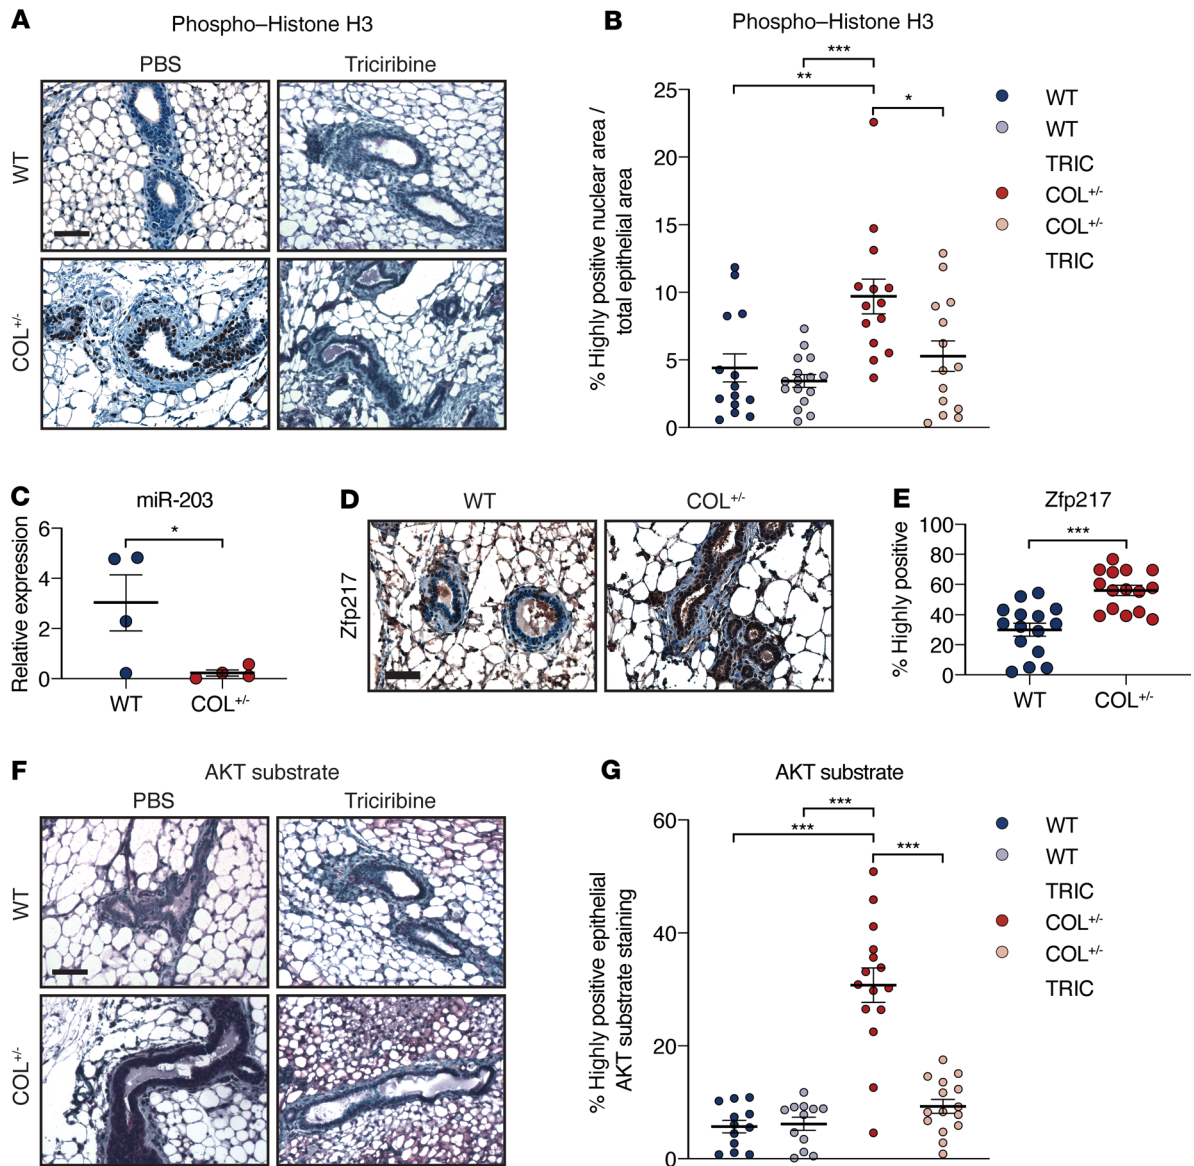 A
Phospho–Histone H3
PBS
Triciribine
WT
COL+/-
B
Phospho–Histone H3
***
**
*
% Highly positive nuclear area /
total epithelial area
25
20
15
10
5
0
WT
WT
TRIC
COL+/-
COL+/-
TRIC
C
miR-203
Relative expression
6
4
2
0
*
WT
COL+/-
D
WT
COL+/-
Zfp217
E
Zfp217
% Highly positive
100
80
60
40
20
0
***
WT
COL+/-
F
AKT substrate
PBS
Triciribine
WT
COL+/-
G
AKT substrate
***
***
***
% Highly positive epithelial
AKT substrate staining
60
40
20
0
WT
WT
TRIC
COL+/-
COL+/-
TRIC